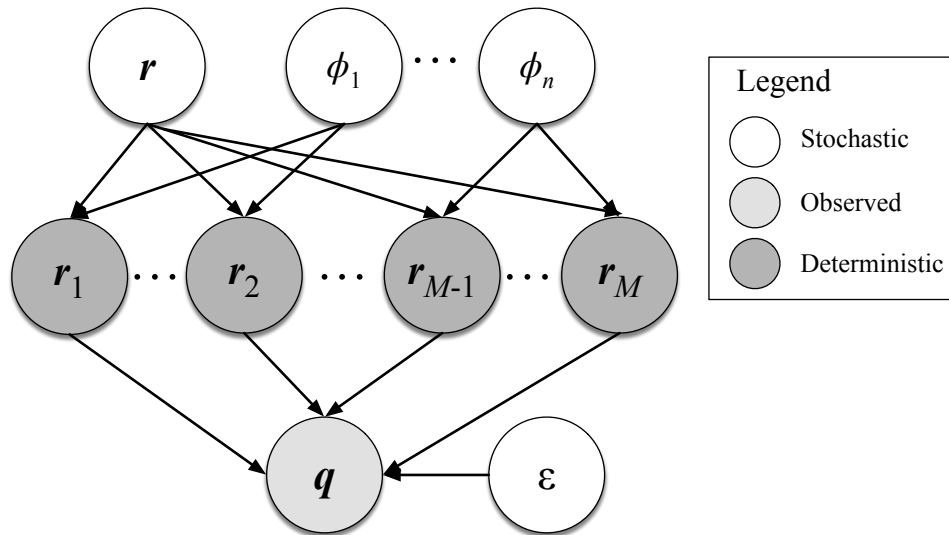 r
ϕ1
···
ϕn
Legend
Stochastic
Observed
Deterministic
r1
···
r2
···
rM-1
···
rM
q
ε